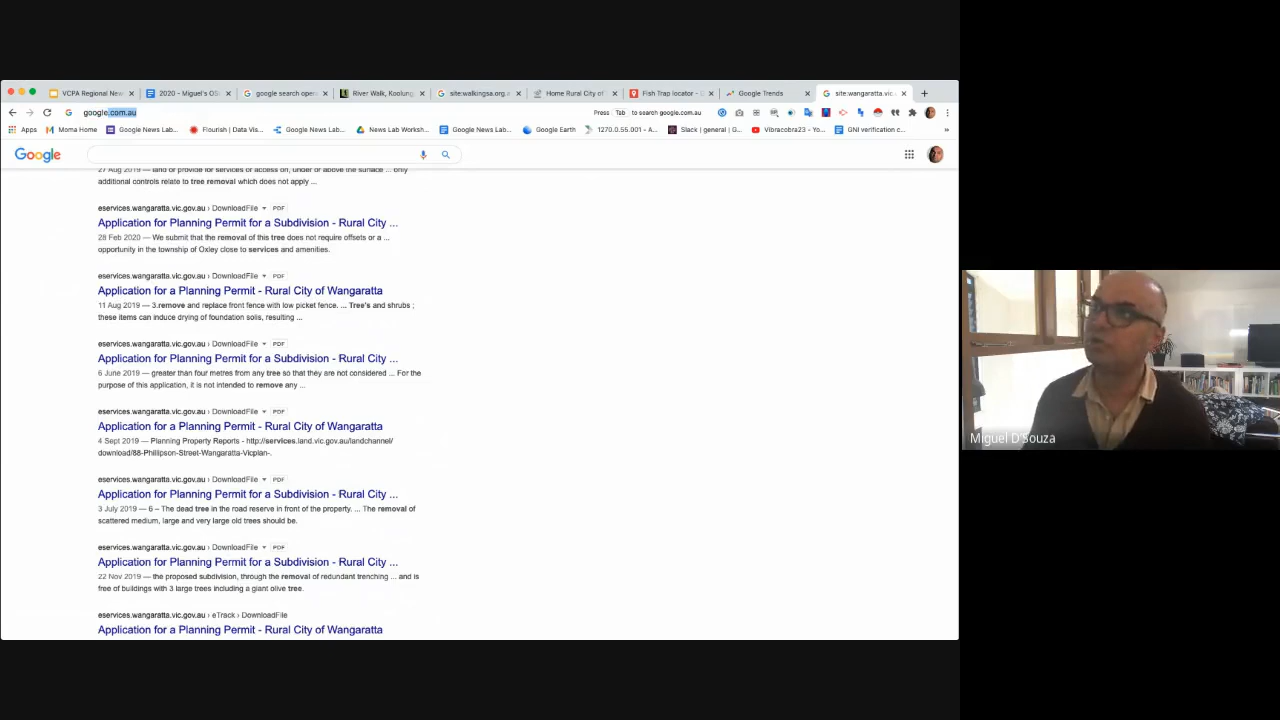 VCPA Regional New
2020 - Miguel's OS
google search oper
River Walk, Koolung
site:walkingsa.org.a
Home Rural City of
Fish Trap locator - G
Google Trends
site:wangaratta.vic.
google.com.au
Press Tab to search google.com.au
Apps
Moma Home
Google News Lab...
Flourish | Data Vis...
Google News Lab...
News Lab Worksh...
Google News Lab...
Google Earth
1270.0.55.001 - A...
Slack | general | G...
Vibracobra23 - Yo...
GNI verification c...
»
Google
27 Aug 2019 — land or provide for services or access on, under or above the surface ... only
additional controls relate to tree removal which does not apply ...
eservices.wangaratta.vic.gov.au › DownloadFile PDF
Application for Planning Permit for a Subdivision - Rural City ...
28 Feb 2020 — We submit that the removal of this tree does not require offsets or a ...
opportunity in the township of Oxley close to services and amenities.
eservices.wangaratta.vic.gov.au › DownloadFile PDF
Application for a Planning Permit - Rural City of Wangaratta
11 Aug 2019 — 3.remove and replace front fence with low picket fence. ... Tree's and shrubs ;
these items can induce drying of foundation soils, resulting ...
eservices.wangaratta.vic.gov.au › DownloadFile PDF
Application for Planning Permit for a Subdivision - Rural City ...
6 June 2019 — greater than four metres from any tree so that they are not considered ... For the
purpose of this application, it is not intended to remove any ...
eservices.wangaratta.vic.gov.au › DownloadFile PDF
Application for a Planning Permit - Rural City of Wangaratta
4 Sept 2019 — Planning Property Reports - http://services.land.vic.gov.au/landchannel/
download/88-Phillipson-Street-Wangaratta-Vicplan-.
eservices.wangaratta.vic.gov.au › DownloadFile PDF
Application for Planning Permit for a Subdivision - Rural City ...
3 July 2019 — 6 – The dead tree in the road reserve in front of the property. ... The removal of
scattered medium, large and very large old trees should be.
eservices.wangaratta.vic.gov.au › DownloadFile PDF
Application for Planning Permit for a Subdivision - Rural City ...
22 Nov 2019 — the proposed subdivision, through the removal of redundant trenching ... and is
free of buildings with 3 large trees including a giant olive tree.
eservices.wangaratta.vic.gov.au › eTrack › DownloadFile
Application for a Planning Permit - Rural City of Wangaratta
Miguel D'Souza